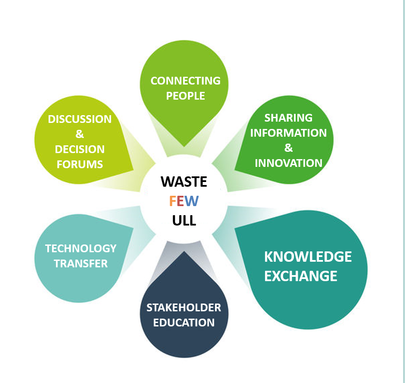 CONNECTING
PEOPLE
DISCUSSION
&
DECISION
FORUMS
SHARING
INFORMATION
&
INNOVATION
WASTE
FEW
ULL
TECHNOLOGY
TRANSFER
KNOWLEDGE
EXCHANGE
STAKEHOLDER
EDUCATION